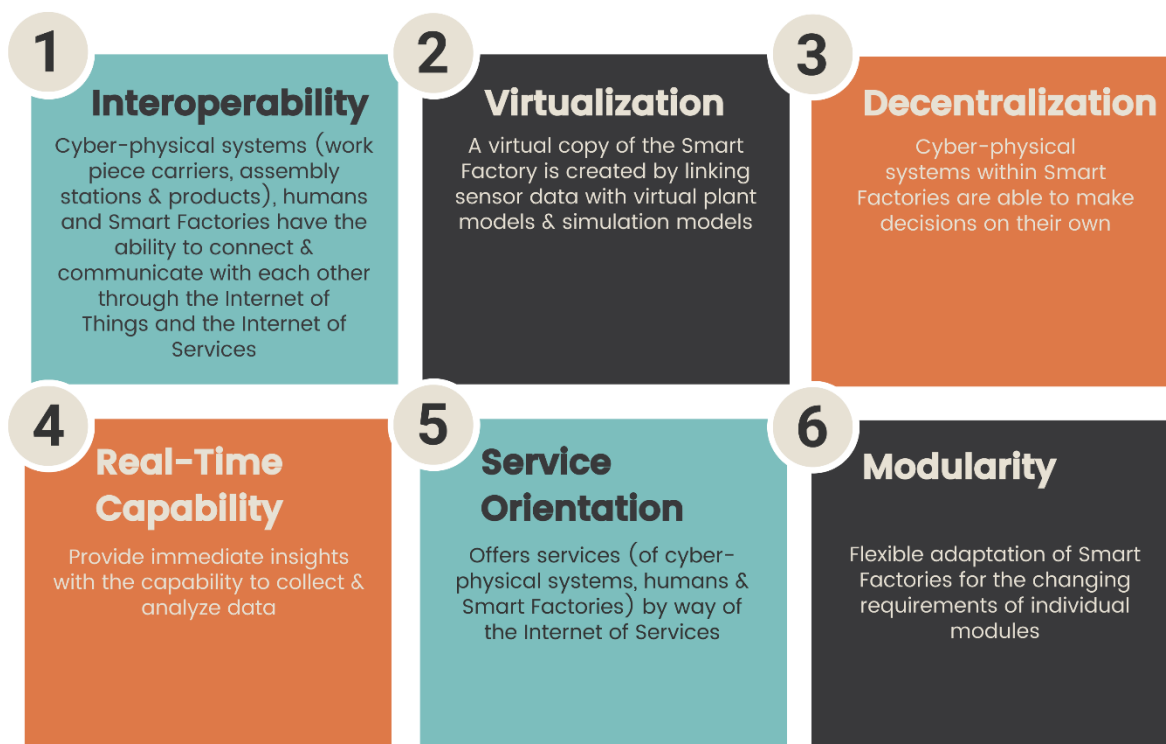 1
Interoperability
Cyber-physical systems (work
piece carriers, assembly
stations & products), humans
and Smart Factories have the
ability to connect &
communicate with each other
through the Internet of
Things and the Internet of
Services
2
Virtualization
A virtual copy of the Smart
Factory is created by linking
sensor data with virtual plant
models & simulation models
3
Decentralization
Cyber-physical
systems within Smart
Factories are able to make
decisions on their own
4
Real-Time
Capability
Provide immediate insights
with the capability to collect &
analyze data
5
Service
Orientation
Offers services (of cyber-
physical systems, humans &
Smart Factories) by way of
the Internet of Services
6
Modularity
Flexible adaptation of Smart
Factories for the changing
requirements of individual
modules